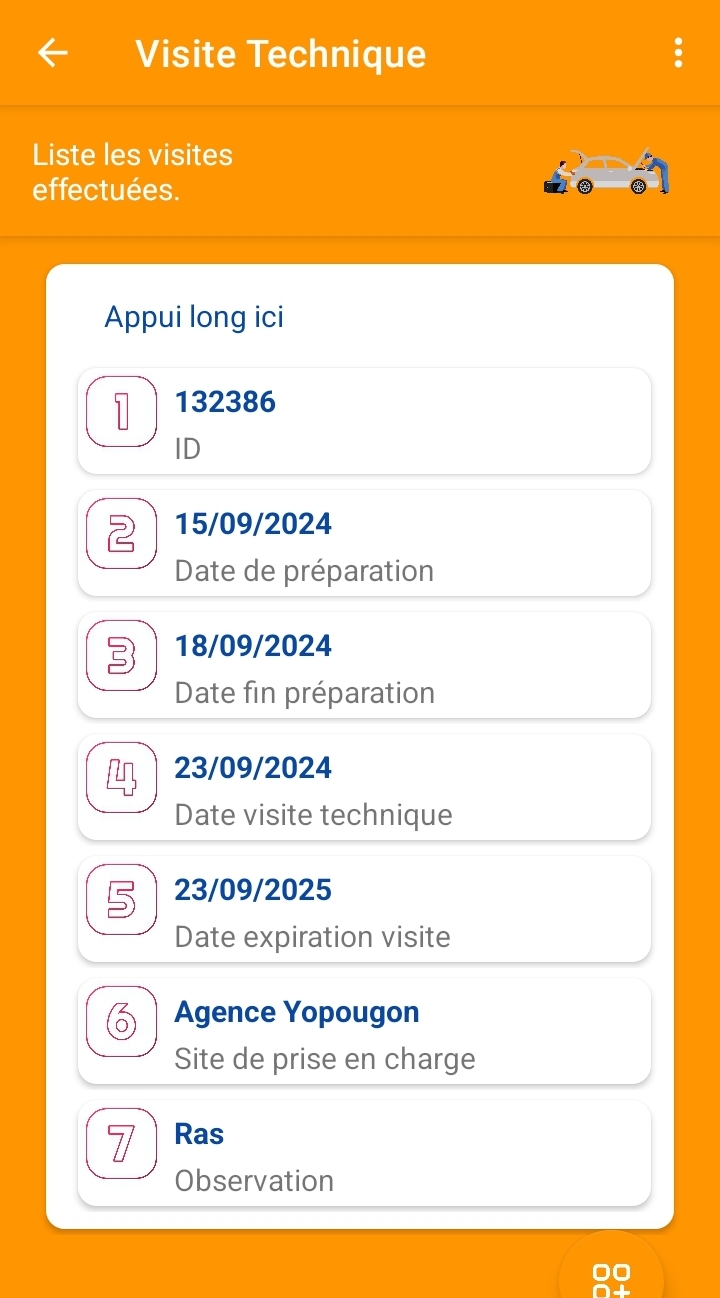 Visite Technique
Liste les visites
effectuées.
Appui long ici
1
132386
ID
2
15/09/2024
Date de préparation
3
18/09/2024
Date fin préparation
4
23/09/2024
Date visite technique
5
23/09/2025
Date expiration visite
6
Agence Yopougon
Site de prise en charge
7
Ras
Observation